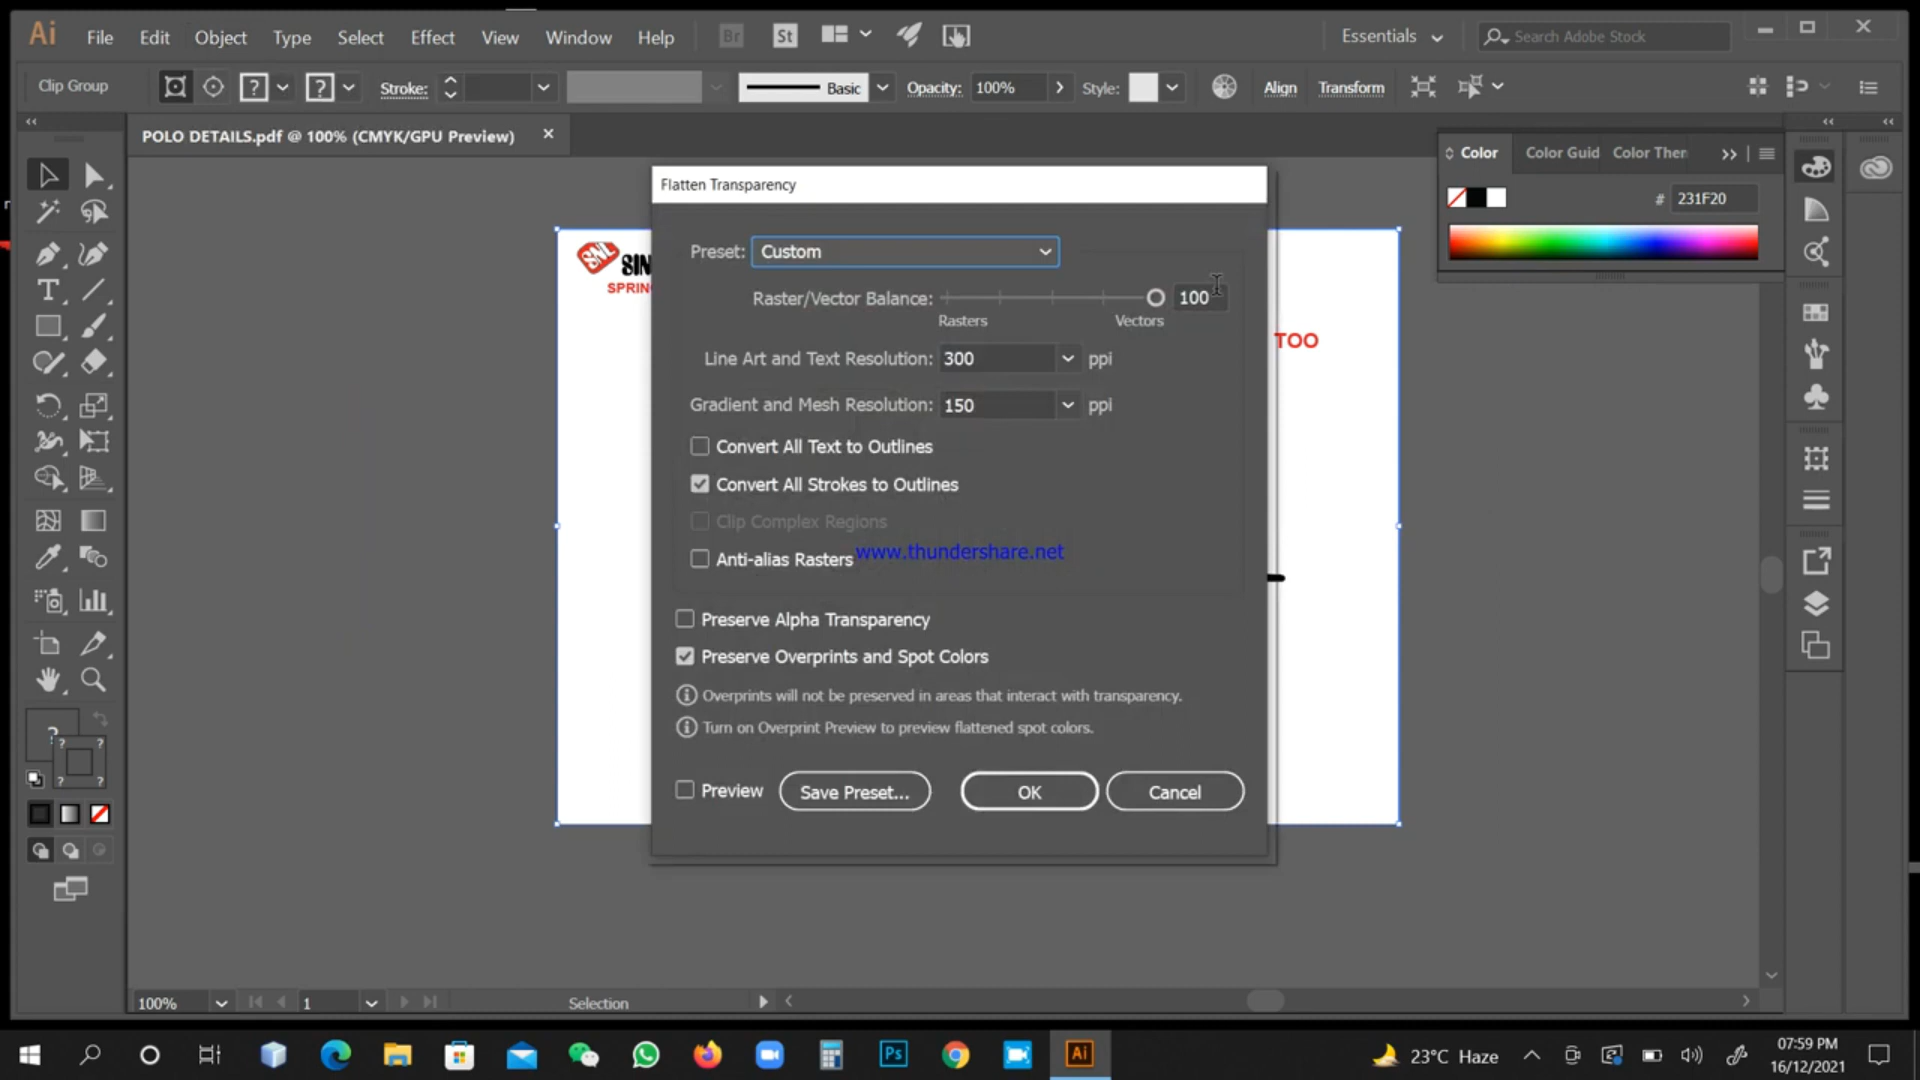 Ai File Edit Object Type Select Effect View Window Help Br St Essentials Search Adobe Stock
Clip Group ? ? Stroke: Basic Opacity: 100% Style: Align Transform
POLO DETAILS.pdf @ 100% (CMYK/GPU Preview)
Color Color Guid Color Ther
# 231F20
Flatten Transparency
SNL SIN
SPRIN
TOO
Preset: Custom
Raster/Vector Balance: 100
Rasters Vectors
Line Art and Text Resolution: 300 ppi
Gradient and Mesh Resolution: 150 ppi
Convert All Text to Outlines
Convert All Strokes to Outlines
Clip Complex Regions
Anti-alias Rasters
www.thundershare.net
Preserve Alpha Transparency
Preserve Overprints and Spot Colors
Overprints will not be preserved in areas that interact with transparency.
Turn on Overprint Preview to preview flattened spot colors.
Preview Save Preset... OK Cancel
100% 1 Selection
Ps Ai 23°C Haze 07:59 PM
16/12/2021